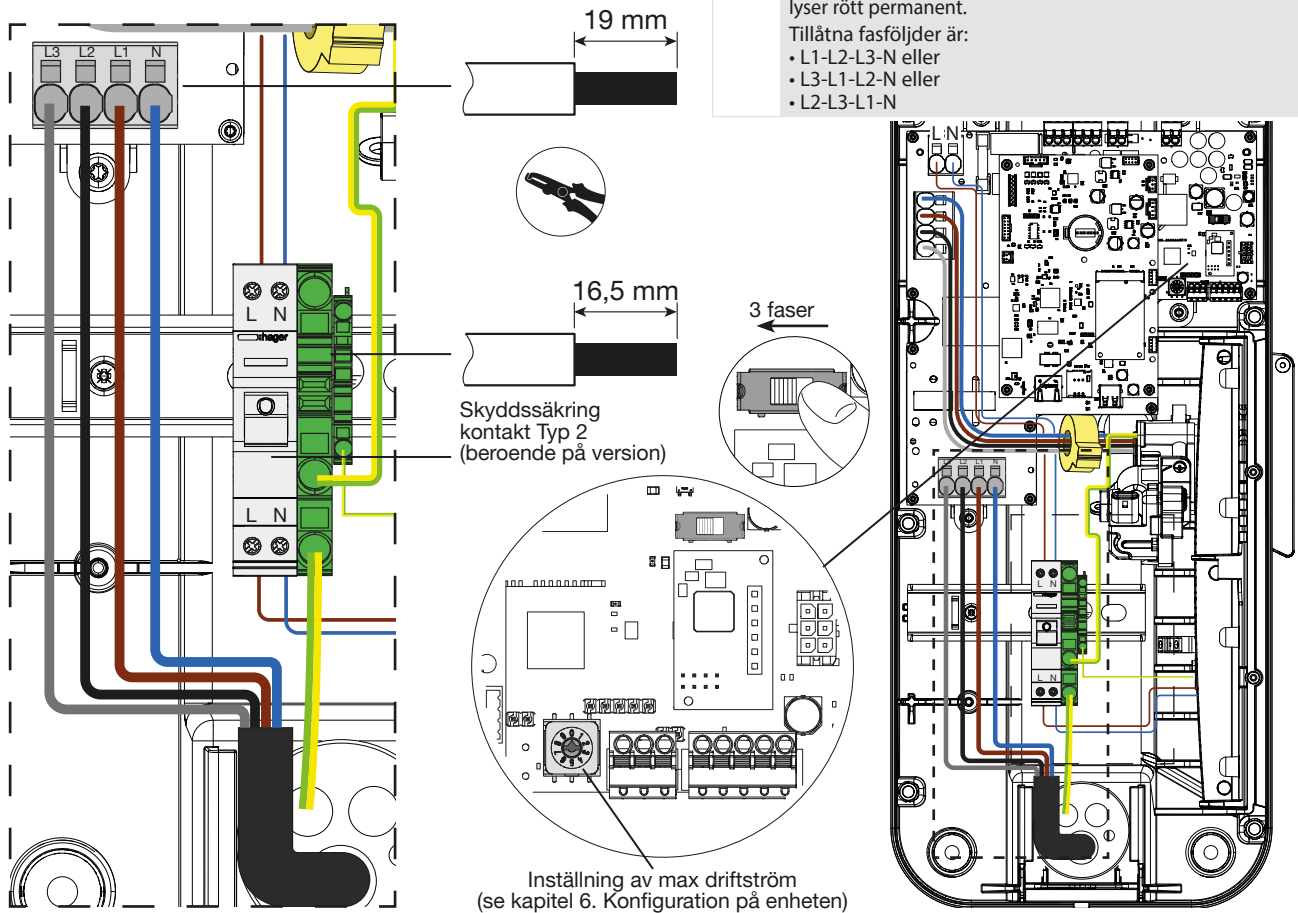 lyser rött permanent.
Tillåtna fasföljder är:
• L1-L2-L3-N eller
• L3-L1-L2-N eller
• L2-L3-L1-N
L3 L2 L1 N
19 mm
L N
:hager
16,5 mm
Skyddssäkring
kontakt Typ 2
(beroende på version)
L N
3 faser
Inställning av max driftström
(se kapitel 6. Konfiguration på enheten)
L N
L2 L1 N
L N
L N